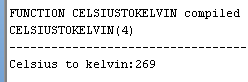 FUNCTION CELSIUSTOKELVIN compiled
CELSIUSTOKELVIN(4)
--------------------------------
Celsius to kelvin:269